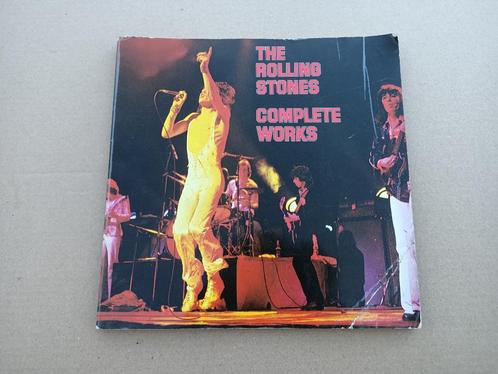 THE
ROLLING
STONES
COMPLETE
WORKS